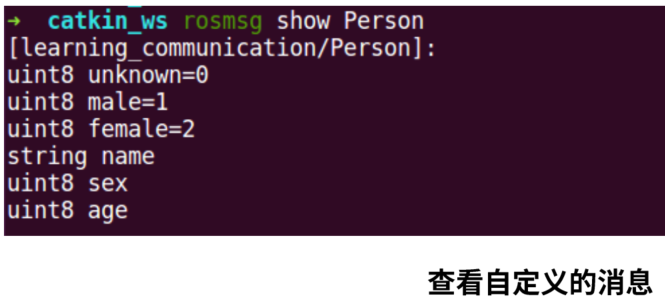 → catkin_ws rosmsg show Person
[learning_communication/Person]:
uint8 unknown=0
uint8 male=1
uint8 female=2
string name
uint8 sex
uint8 age
查看自定义的消息